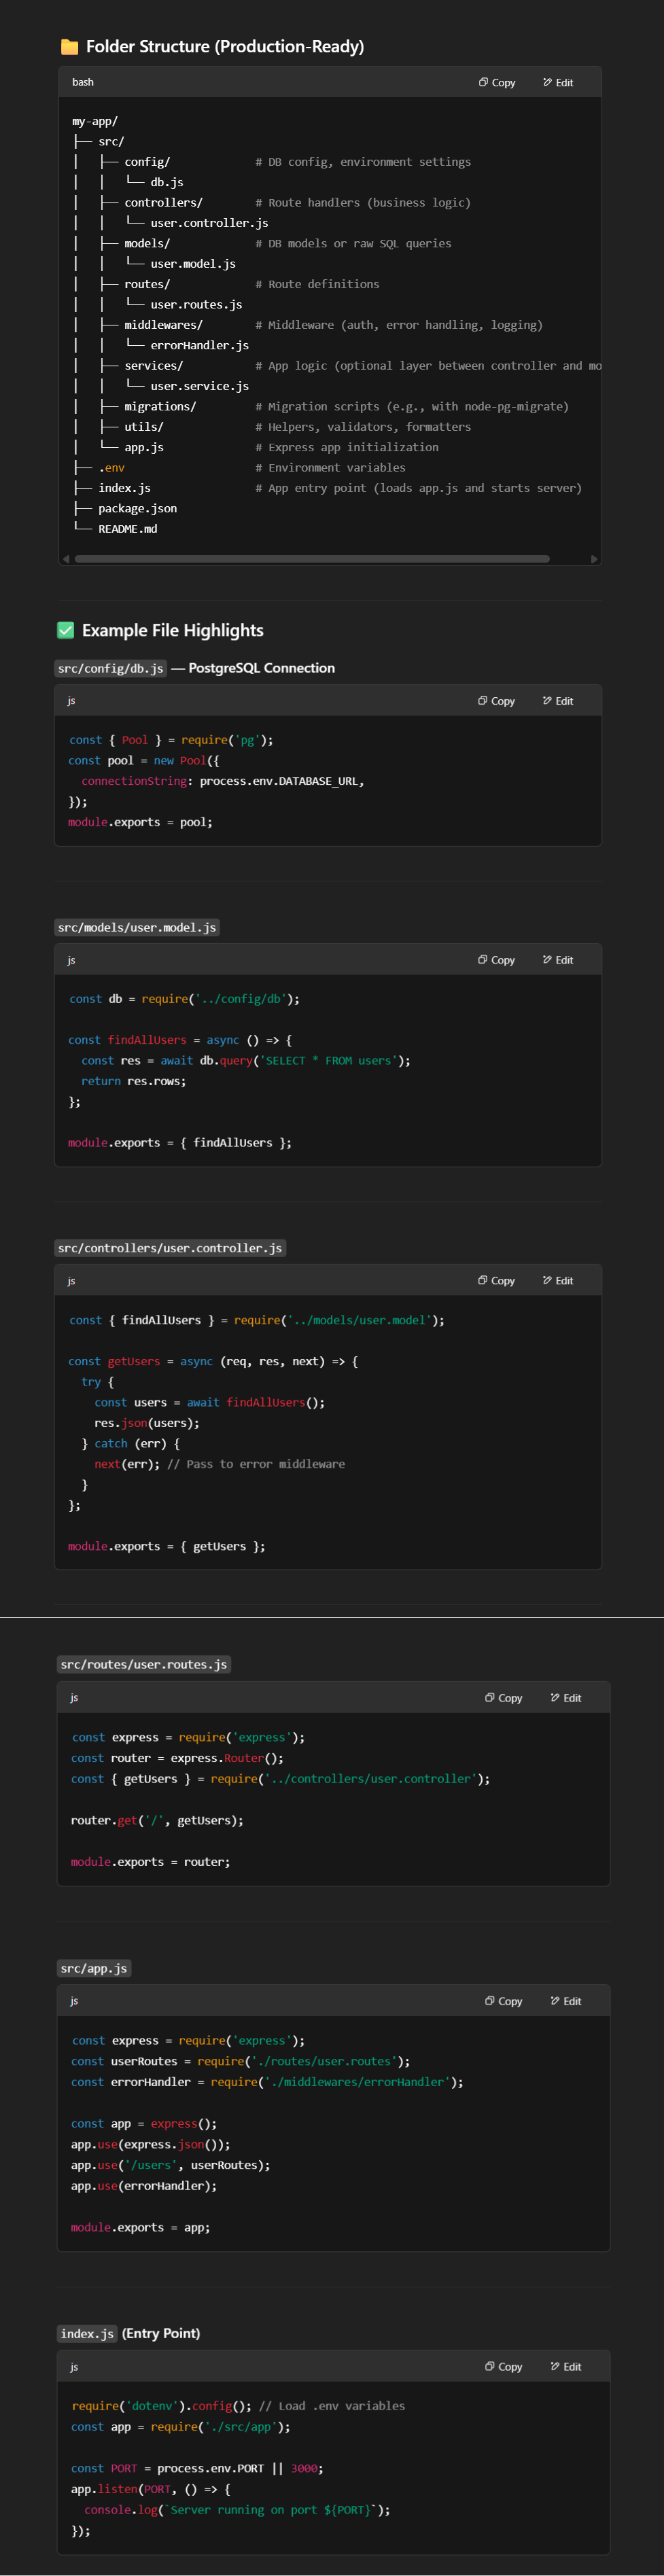 📁 Folder Structure (Production-Ready)
bash
Copy Edit
my-app/
├── src/
│   ├── config/             # DB config, environment settings
│   │   └── db.js
│   ├── controllers/        # Route handlers (business logic)
│   │   └── user.controller.js
│   ├── models/             # DB models or raw SQL queries
│   │   └── user.model.js
│   ├── routes/             # Route definitions
│   │   └── user.routes.js
│   ├── middlewares/        # Middleware (auth, error handling, logging)
│   │   └── errorHandler.js
│   ├── services/           # App logic (optional layer between controller and mo
│   │   └── user.service.js
│   ├── migrations/         # Migration scripts (e.g., with node-pg-migrate)
│   ├── utils/              # Helpers, validators, formatters
│   └── app.js              # Express app initialization
├── .env                    # Environment variables
├── index.js                # App entry point (loads app.js and starts server)
├── package.json
└── README.md
✅ Example File Highlights
src/config/db.js — PostgreSQL Connection
js
Copy Edit
const { Pool } = require('pg');
const pool = new Pool({
  connectionString: process.env.DATABASE_URL,
});
module.exports = pool;
src/models/user.model.js
js
Copy Edit
const db = require('../config/db');
const findAllUsers = async () => {
  const res = await db.query('SELECT * FROM users');
  return res.rows;
};
module.exports = { findAllUsers };
src/controllers/user.controller.js
js
Copy Edit
const { findAllUsers } = require('../models/user.model');
const getUsers = async (req, res, next) => {
  try {
    const users = await findAllUsers();
    res.json(users);
  } catch (err) {
    next(err); // Pass to error middleware
  }
};
module.exports = { getUsers };
src/routes/user.routes.js
js
Copy Edit
const express = require('express');
const router = express.Router();
const { getUsers } = require('../controllers/user.controller');
router.get('/', getUsers);
module.exports = router;
src/app.js
js
Copy Edit
const express = require('express');
const userRoutes = require('./routes/user.routes');
const errorHandler = require('./middlewares/errorHandler');
const app = express();
app.use(express.json());
app.use('/users', userRoutes);
app.use(errorHandler);
module.exports = app;
index.js (Entry Point)
js
Copy Edit
require('dotenv').config(); // Load .env variables
const app = require('./src/app');
const PORT = process.env.PORT || 3000;
app.listen(PORT, () => {
  console.log(`Server running on port ${PORT}`);
});